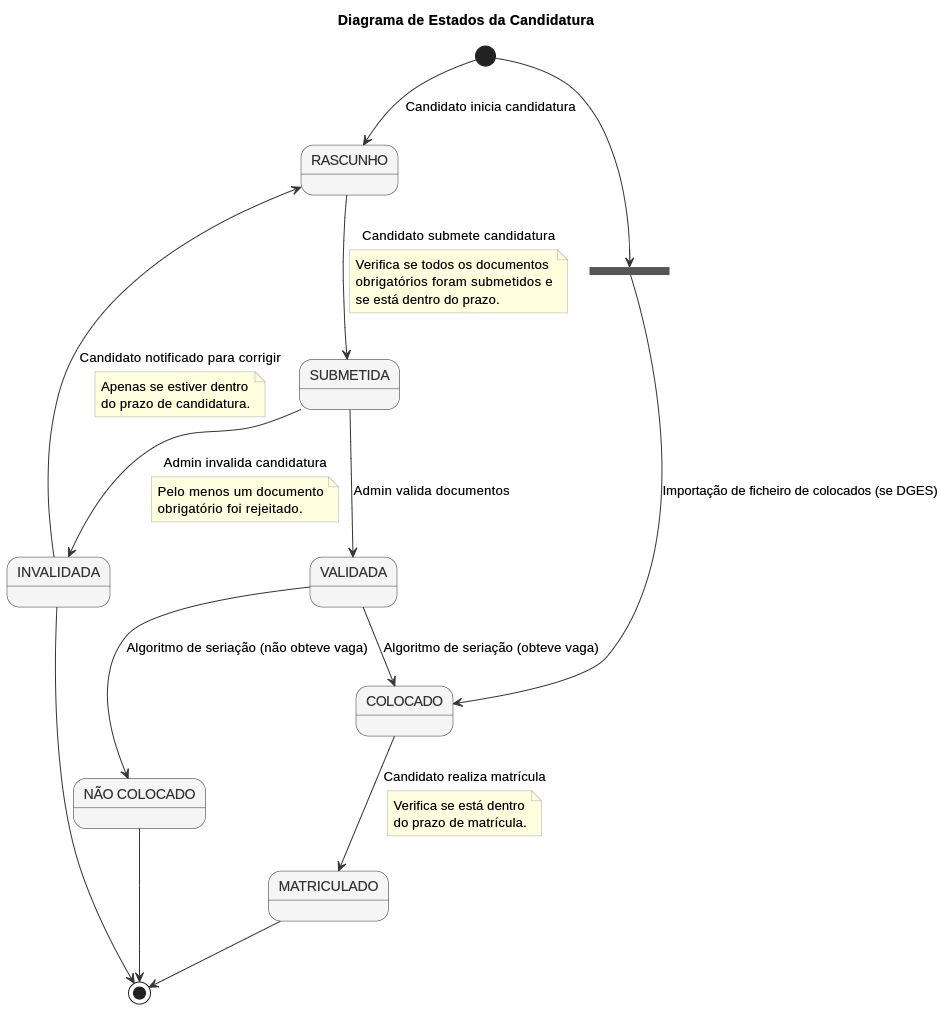 Diagrama de Estados da Candidatura
Candidato inicia candidatura
RASCUNHO
Candidato submete candidatura
Verifica se todos os documentos
obrigatórios foram submetidos e
se está dentro do prazo.
Candidato notificado para corrigir
Apenas se estiver dentro
do prazo de candidatura.
SUBMETIDA
Admin invalida candidatura
Pelo menos um documento
obrigatório foi rejeitado.
Admin valida documentos
Importação de ficheiro de colocados (se DGES)
INVALIDADA
VALIDADA
Algoritmo de seriação (não obteve vaga)
Algoritmo de seriação (obteve vaga)
COLOCADO
NÃO COLOCADO
Candidato realiza matrícula
Verifica se está dentro
do prazo de matrícula.
MATRICULADO